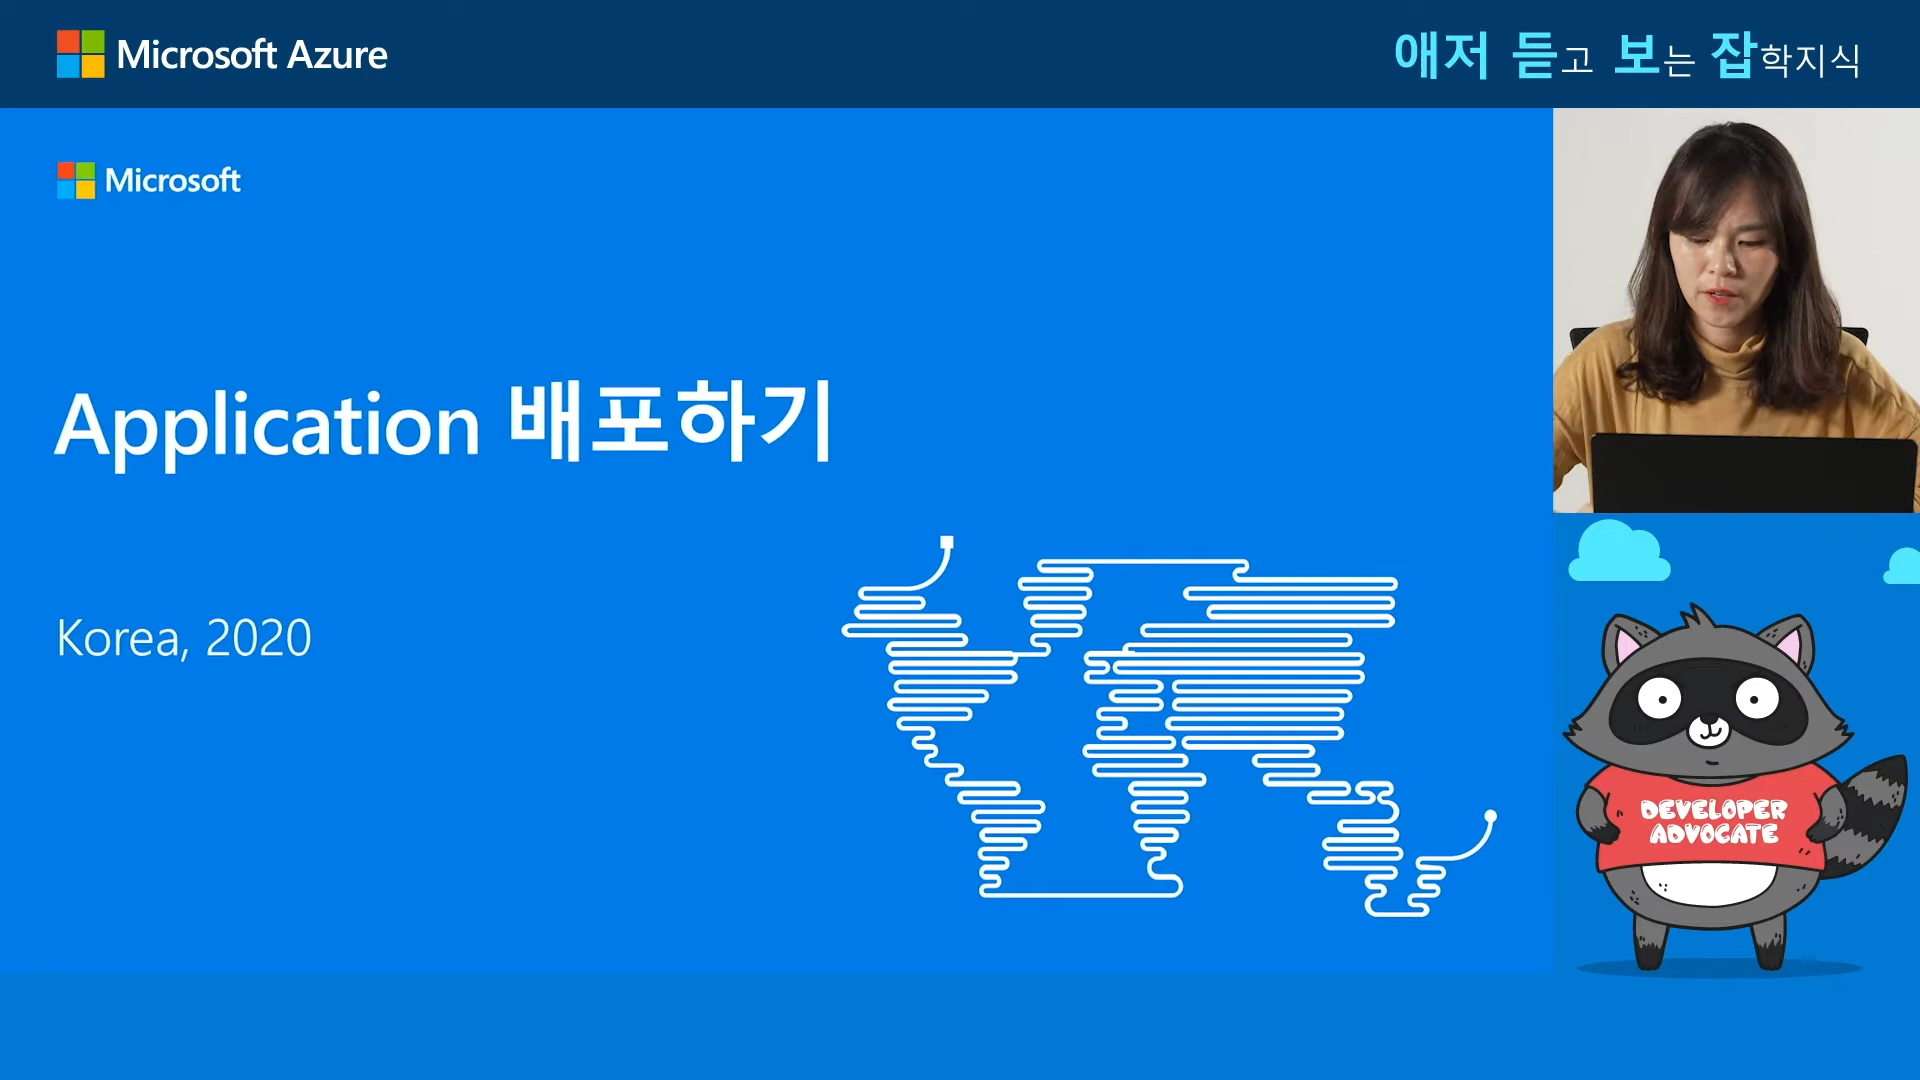 Microsoft Azure
애저 듣고 보는 잡학지식
Microsoft
Application 배포하기
Korea, 2020
DEVELOPER
ADVOCATE